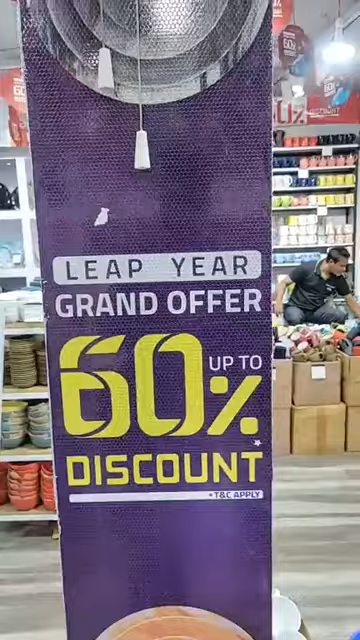 LEAP YEAR
GRAND OFFER
60%
UP TO
DISCOUNT
*T&C APPLY